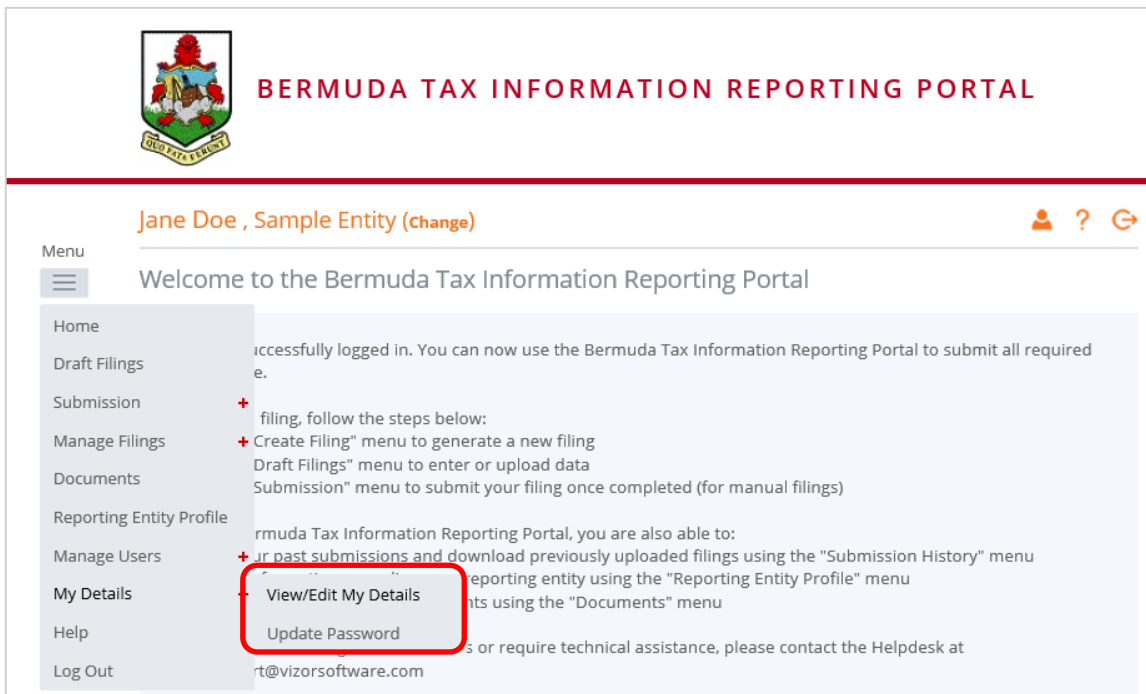 BERMUDA TAX INFORMATION REPORTING PORTAL
QUO FATA FERUNT
Jane Doe , Sample Entity (Change)
?
Menu
Welcome to the Bermuda Tax Information Reporting Portal
Home
Draft Filings
Submission +
Manage Filings +
Documents
Reporting Entity Profile
Manage Users +
My Details
Help
Log Out
View/Edit My Details
Update Password
uccessfully logged in. You can now use the Bermuda Tax Information Reporting Portal to submit all required
e.
filing, follow the steps below:
Create Filing" menu to generate a new filing
Draft Filings" menu to enter or upload data
Submission" menu to submit your filing once completed (for manual filings)
rmuda Tax Information Reporting Portal, you are also able to:
ur past submissions and download previously uploaded filings using the "Submission History" menu
reporting entity using the "Reporting Entity Profile" menu
nts using the "Documents" menu
s or require technical assistance, please contact the Helpdesk at
rt@vizorsoftware.com